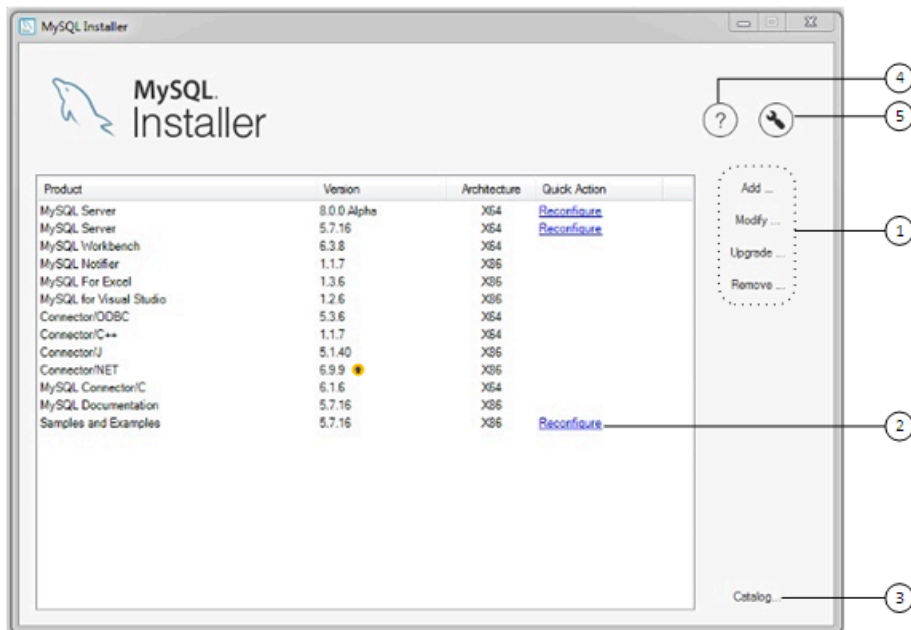 MySQL Installer
MySQL.
Installer
4
?
5
Product Version Architecture Quick Action
MySQL Server 8.0.0 Alpha X64 Reconfigure
MySQL Server 5.7.16 X64 Reconfigure
MySQL Workbench 6.3.8 X64
MySQL Notifier 1.1.7 X86
MySQL For Excel 1.3.6 X86
MySQL for Visual Studio 1.2.6 X86
Connector/ODBC 5.3.6 X64
Connector/C++ 1.1.7 X64
Connector/J 5.1.40 X86
Connector/NET 6.9.9 X86
MySQL Connector/C 6.1.6 X64
MySQL Documentation 5.7.16 X86
Samples and Examples 5.7.16 X86 Reconfigure
Add ...
Modify ...
Upgrade ...
Remove ...
1
2
Catalog...
3